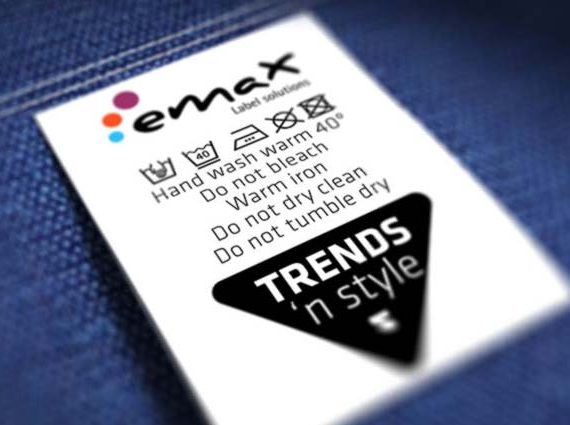 emax
Label solutions
40
Hand wash warm 40°
Do not bleach
Warm iron
Do not dry clean
Do not tumble dry
TRENDS
'n style